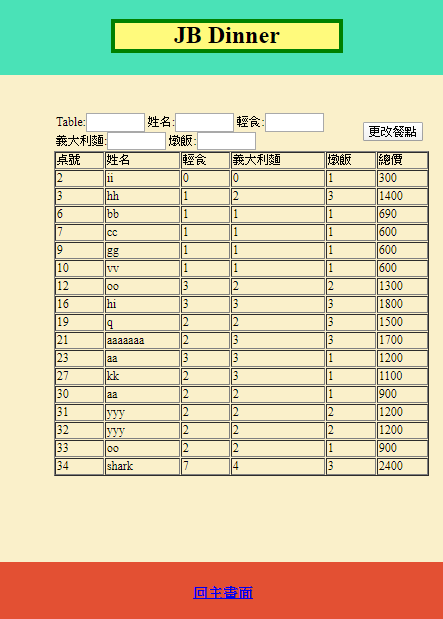 JB Dinner
Table: 姓名: 輕食:
義大利麵: 燉飯: 更改餐點
桌號 姓名 輕食 義大利麵 燉飯 總價
2 ii 0 0 1 300
3 hh 1 2 3 1400
6 bb 1 1 1 690
7 cc 1 1 1 600
9 gg 1 1 1 600
10 vv 1 1 1 600
12 oo 3 2 2 1300
16 hi 3 3 3 1800
19 q 2 2 3 1500
21 aaaaaaa 2 3 3 1700
23 aa 3 3 1 1200
27 kk 2 3 1 1100
30 aa 2 2 1 900
31 yyy 2 2 2 1200
32 yyy 2 2 2 1200
33 oo 2 2 1 900
34 shark 7 4 3 2400
回主畫面